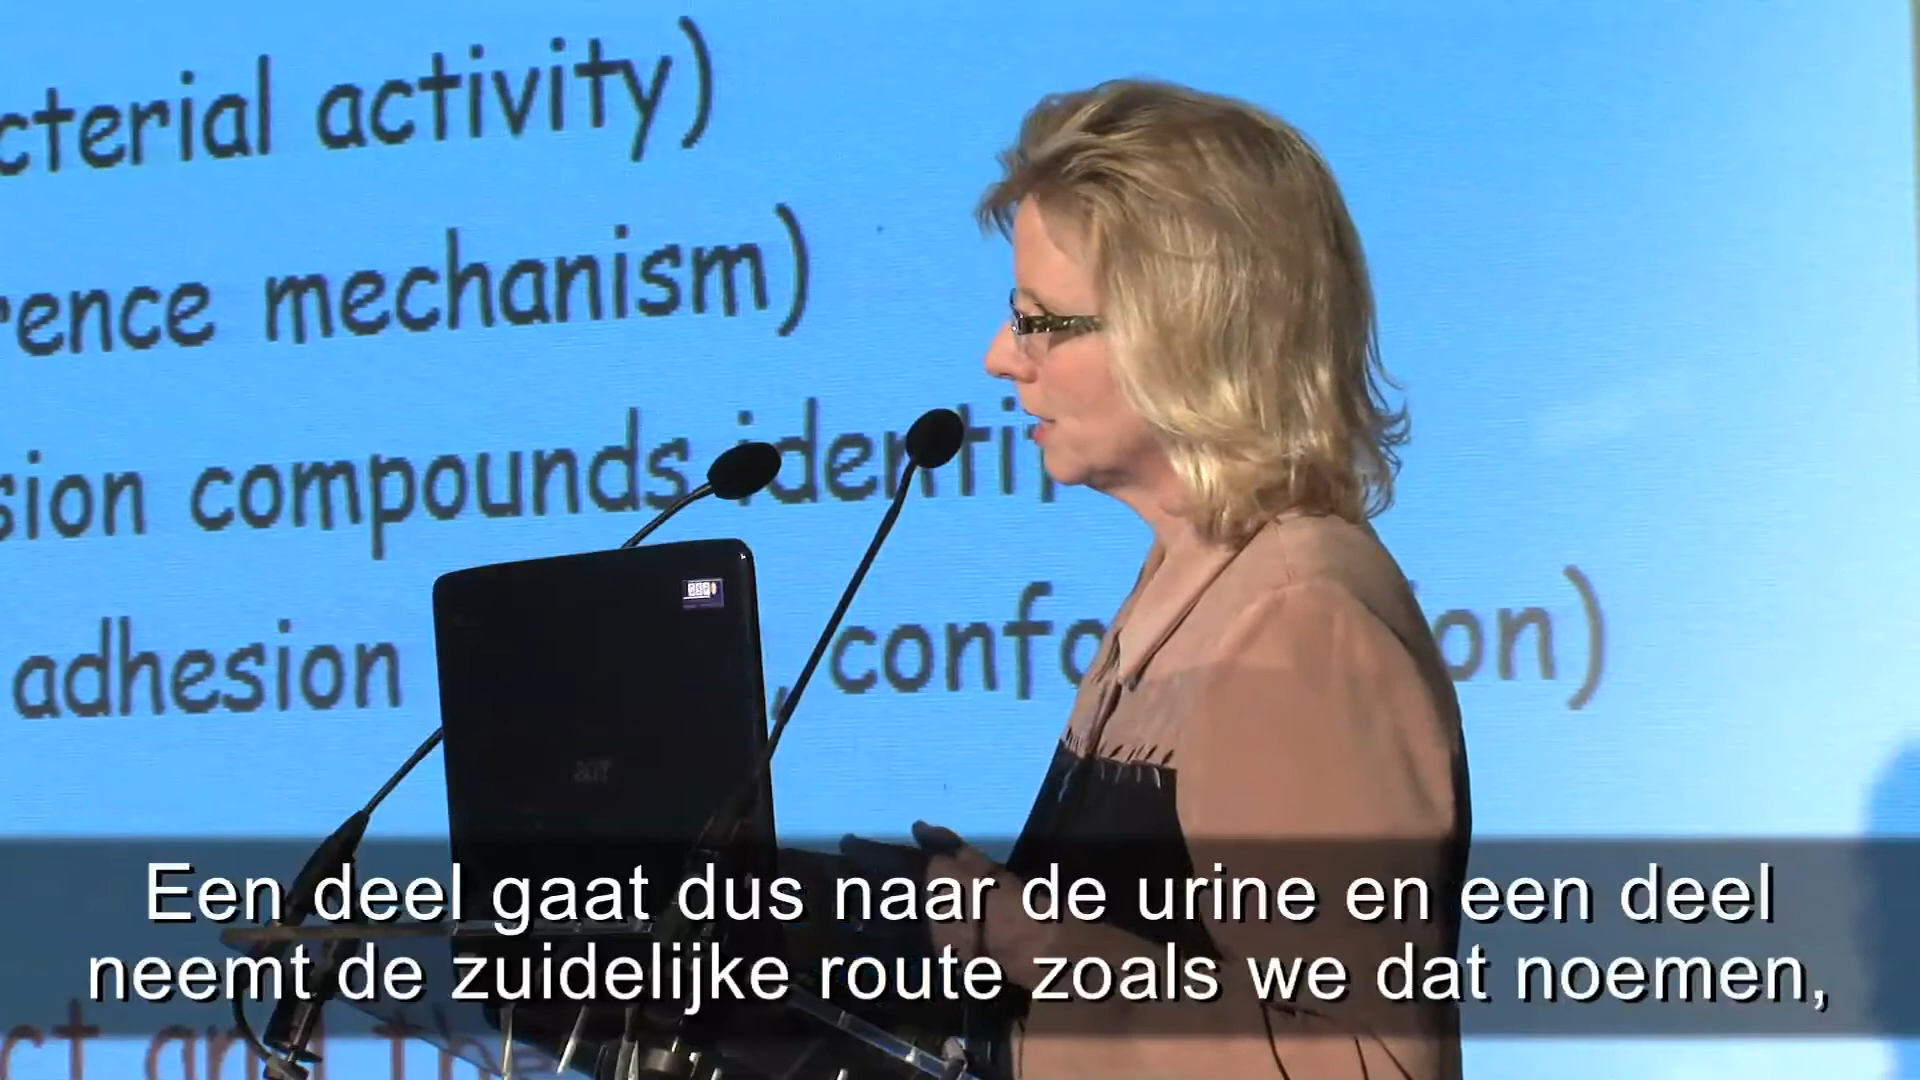 cterial activity)
rence mechanism)
sion compounds
adhesion
on)
Een deel gaat dus naar de urine en een deel
neemt de zuidelijke route zoals we dat noemen,